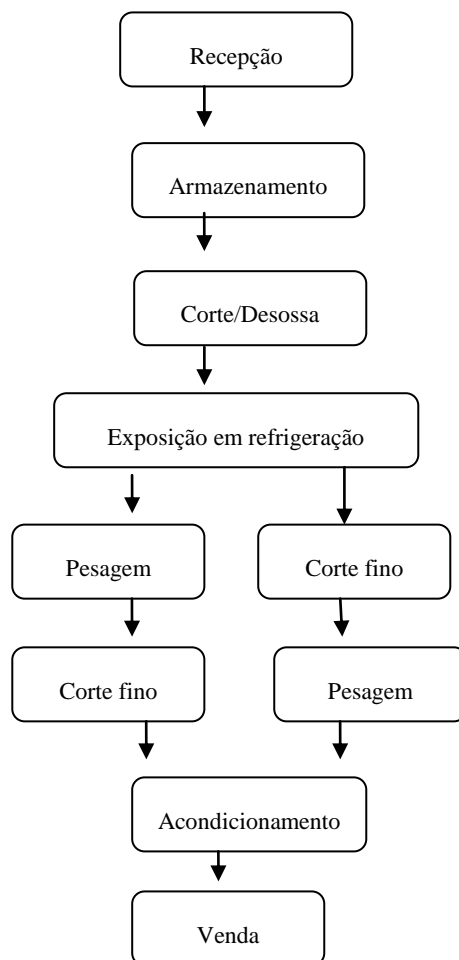 Recepção
Armazenamento
Corte/Desossa
Exposição em refrigeração
Pesagem
Corte fino
Corte fino
Pesagem
Acondicionamento
Venda